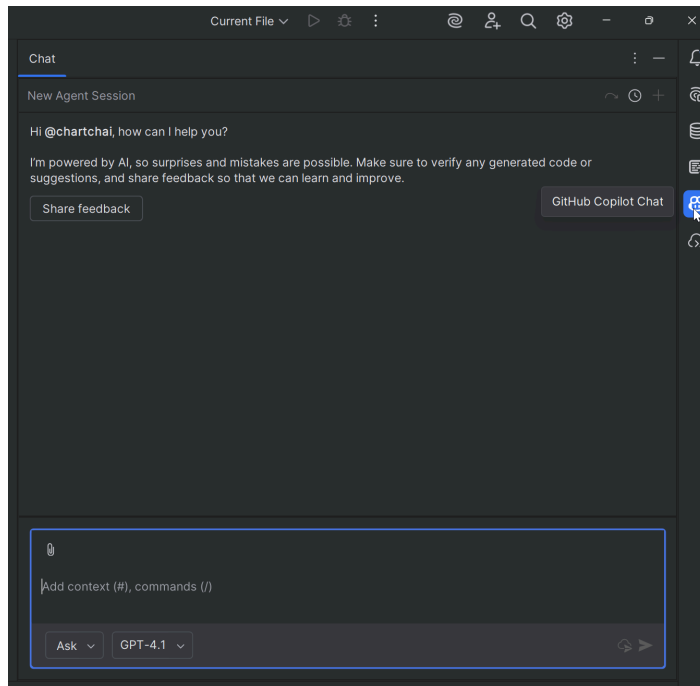 Current File
Chat
New Agent Session
Hi @chartchai, how can I help you?
I'm powered by AI, so surprises and mistakes are possible. Make sure to verify any generated code or
suggestions, and share feedback so that we can learn and improve.
Share feedback
GitHub Copilot Chat
Add context (#), commands (/)
Ask
GPT-4.1